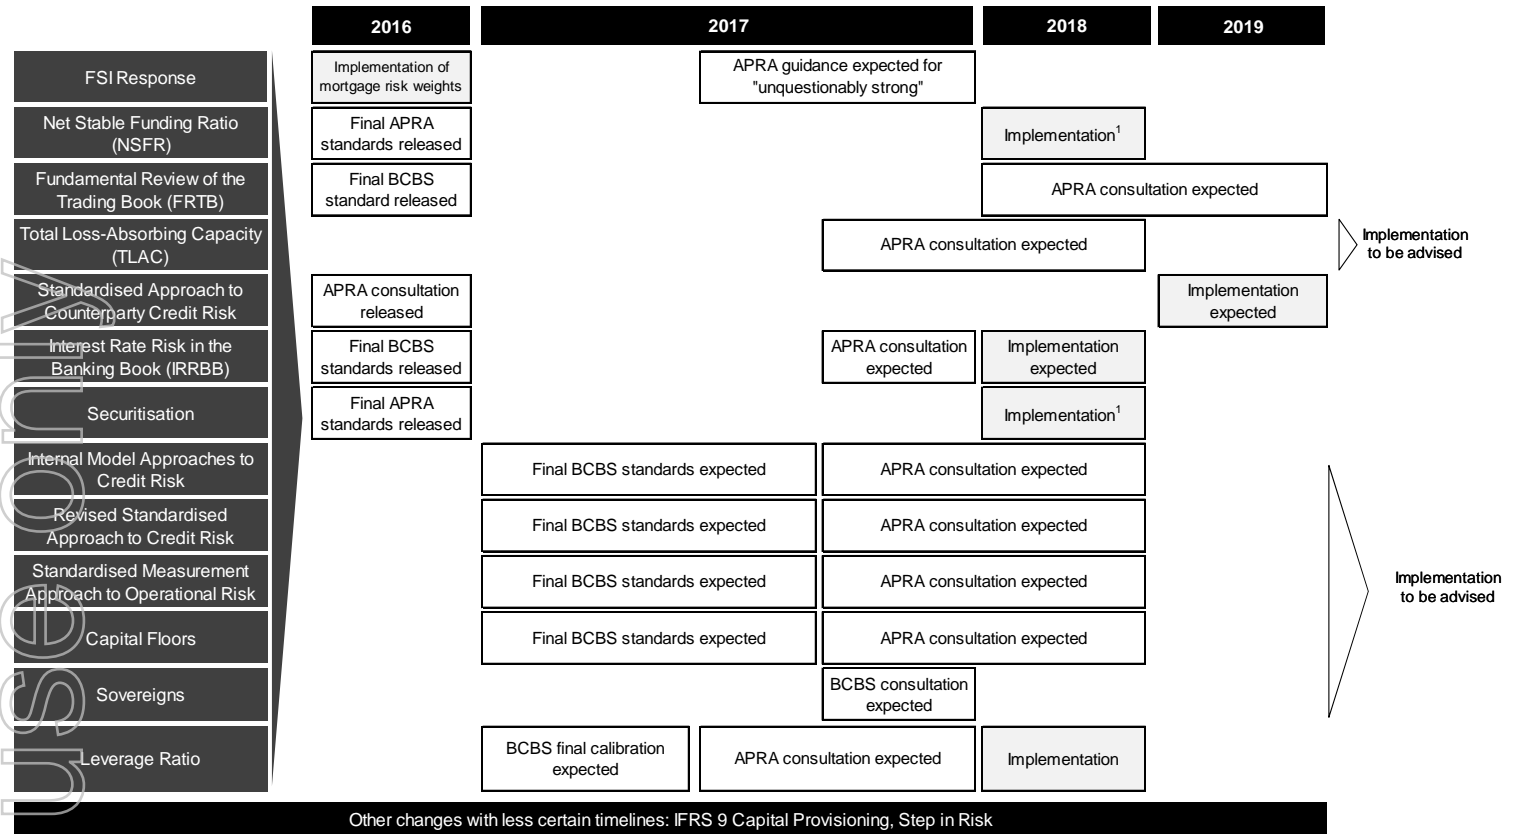 2016
2017
2018
2019
FSI Response
Implementation of
mortgage risk weights
APRA guidance expected for
"unquestionably strong"
Net Stable Funding Ratio
(NSFR)
Final APRA
standards released
Implementation¹
Fundamental Review of the
Trading Book (FRTB)
Final BCBS
standard released
APRA consultation expected
Total Loss-Absorbing Capacity
(TLAC)
APRA consultation expected
Implementation
to be advised
Standardised Approach to
Counterparty Credit Risk
APRA consultation
released
Implementation
expected
Interest Rate Risk in the
Banking Book (IRRBB)
Final BCBS
standards released
APRA consultation
expected
Implementation
expected
Securitisation
Final APRA
standards released
Implementation¹
Internal Model Approaches to
Credit Risk
Final BCBS standards expected
APRA consultation expected
Revised Standardised
Approach to Credit Risk
Final BCBS standards expected
APRA consultation expected
Standardised Measurement
Approach to Operational Risk
Final BCBS standards expected
APRA consultation expected
Implementation
to be advised
Capital Floors
Final BCBS standards expected
APRA consultation expected
Sovereigns
BCBS consultation
expected
Leverage Ratio
BCBS final calibration
expected
APRA consultation expected
Implementation
Other changes with less certain timelines: IFRS 9 Capital Provisioning, Step in Risk
use only